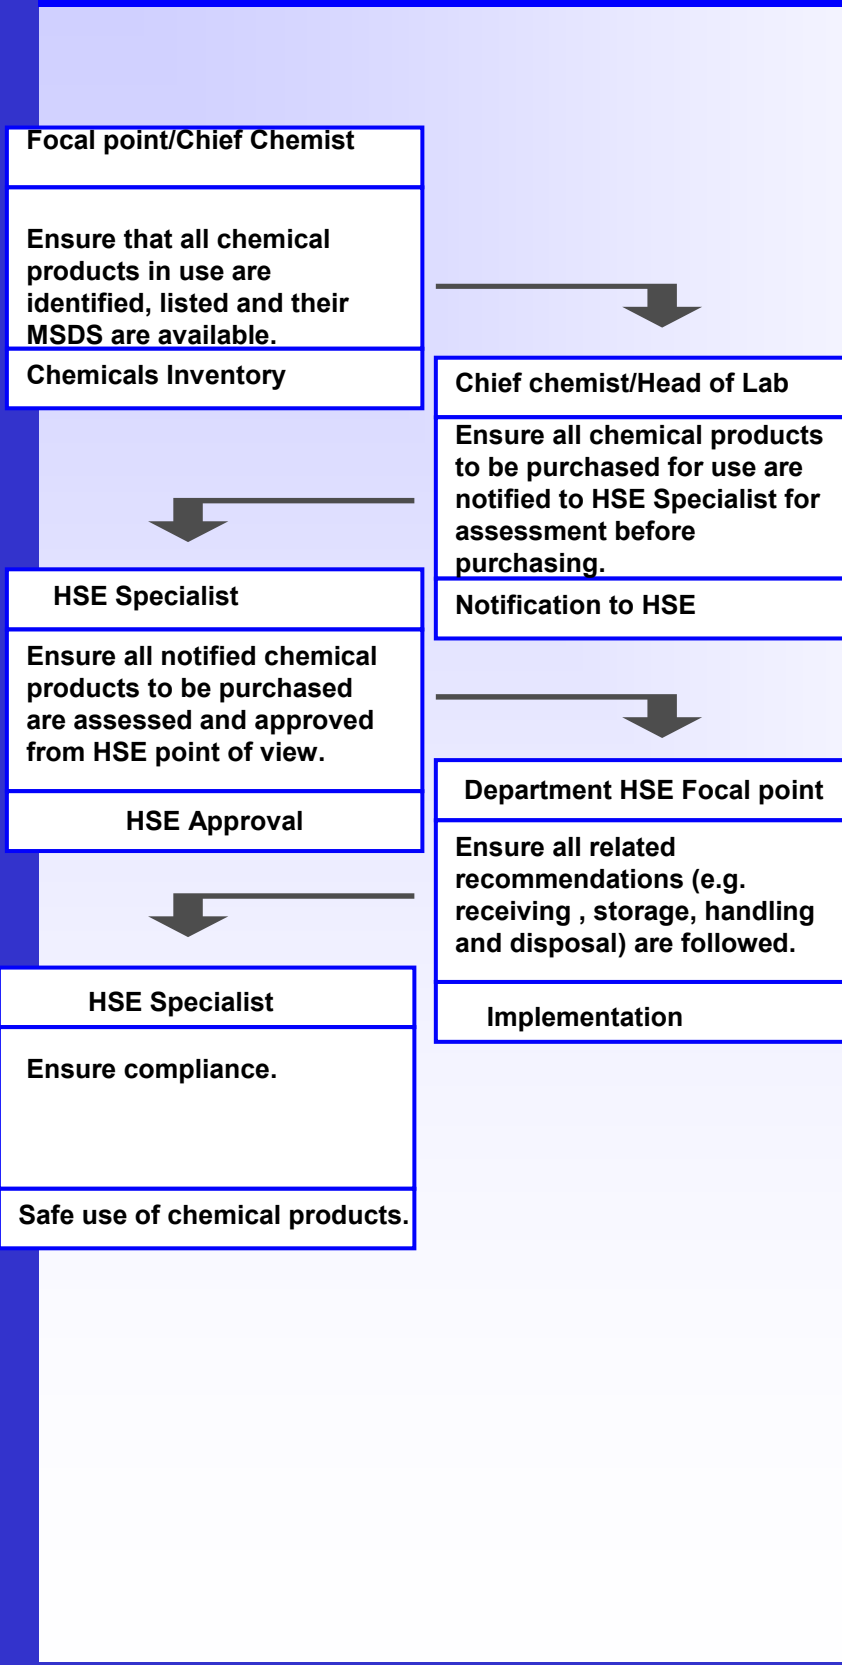 Focal point/Chief Chemist
Ensure that all chemical
products in use are
identified, listed and their
MSDS are available.
Chemicals Inventory
Chief chemist/Head of Lab
Ensure all chemical products
to be purchased for use are
notified to HSE Specialist for
assessment before
purchasing.
Notification to HSE
HSE Specialist
Ensure all notified chemical
products to be purchased
are assessed and approved
from HSE point of view.
HSE Approval
Department HSE Focal point
Ensure all related
recommendations (e.g.
receiving , storage, handling
and disposal) are followed.
Implementation
HSE Specialist
Ensure compliance.
Safe use of chemical products.